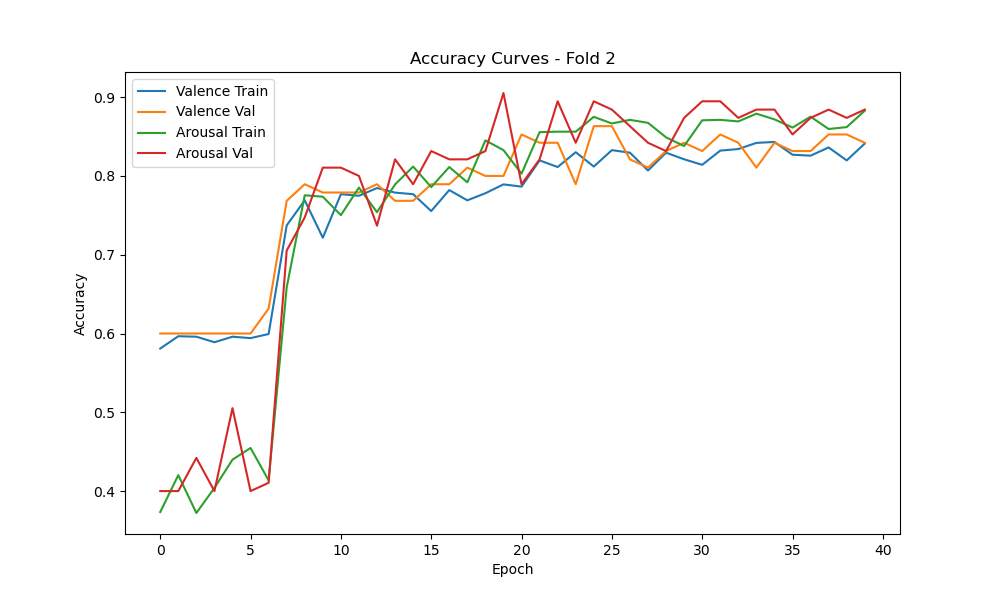 Accuracy Curves - Fold 2
Valence Train
Valence Val
Arousal Train
Arousal Val
0.9
0.8
0.7
0.6
0.5
0.4
Accuracy
0 5 10 15 20 25 30 35 40
Epoch